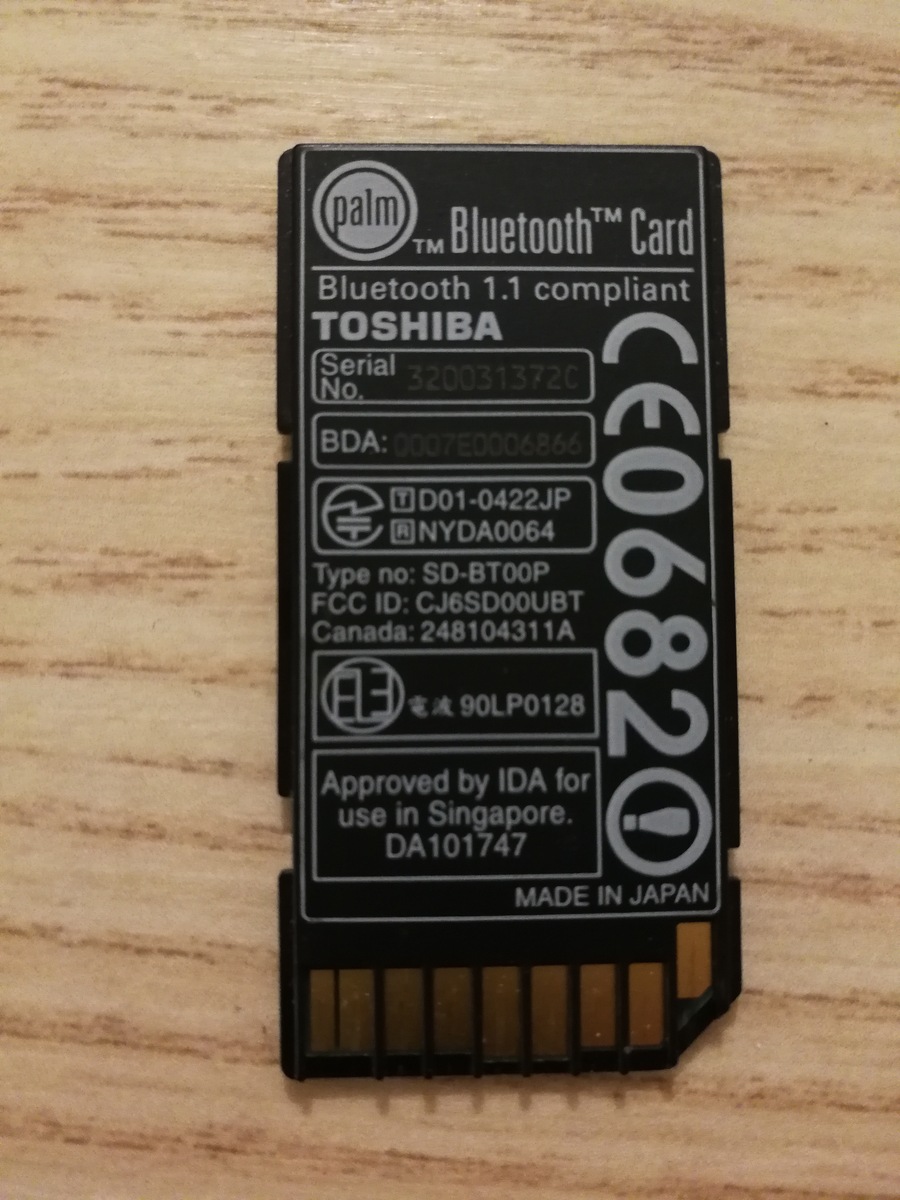 palm
™ Bluetooth™ Card
Bluetooth 1.1 compliant
TOSHIBA
Serial No. 320031372C
BDA: 0007E0006866
T D01-0422JP
R NYDA0064
Type no: SD-BT00P
FCC ID: CJ6SD00UBT
Canada: 248104311A
電波 90LP0128
Approved by IDA for
use in Singapore.
DA101747
CE0682
MADE IN JAPAN